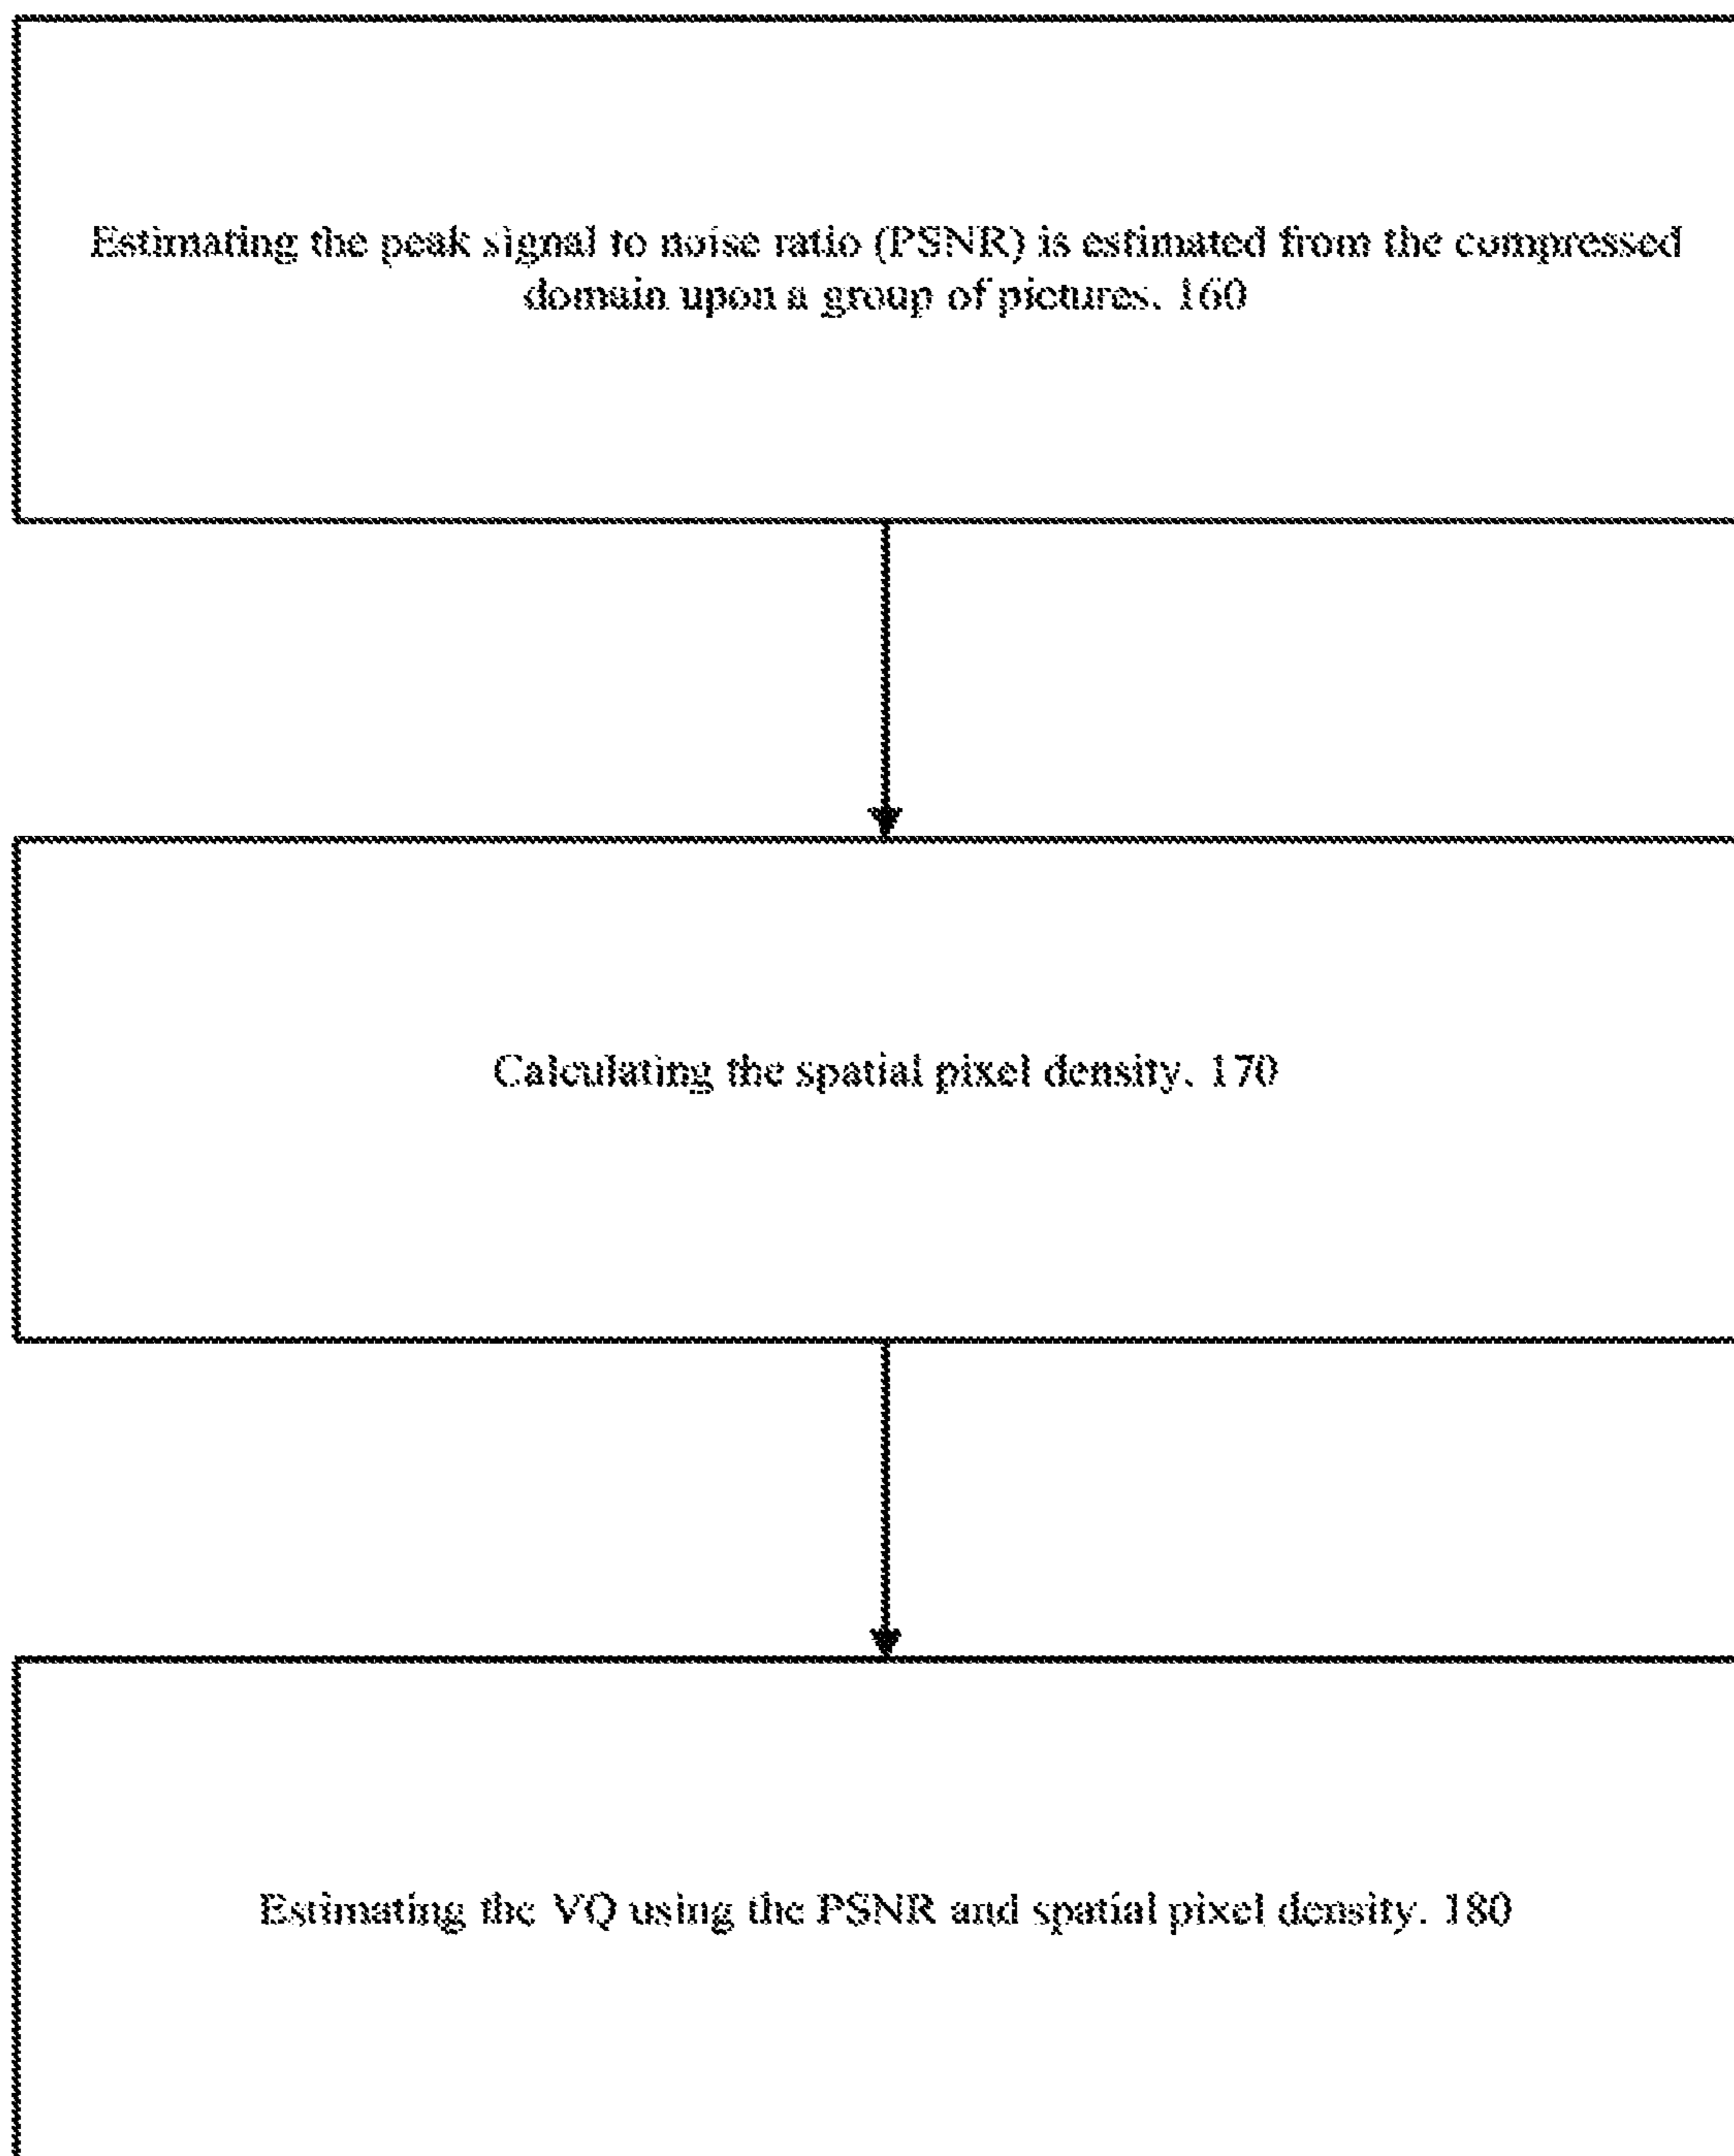 Estimating the peak signal to noise ratio (PSNR) is estimated from the compressed
domain upon a group of pictures. 160
Calculating the spatial pixel density. 170
Estimating the VQ using the PSNR and spatial pixel density. 180